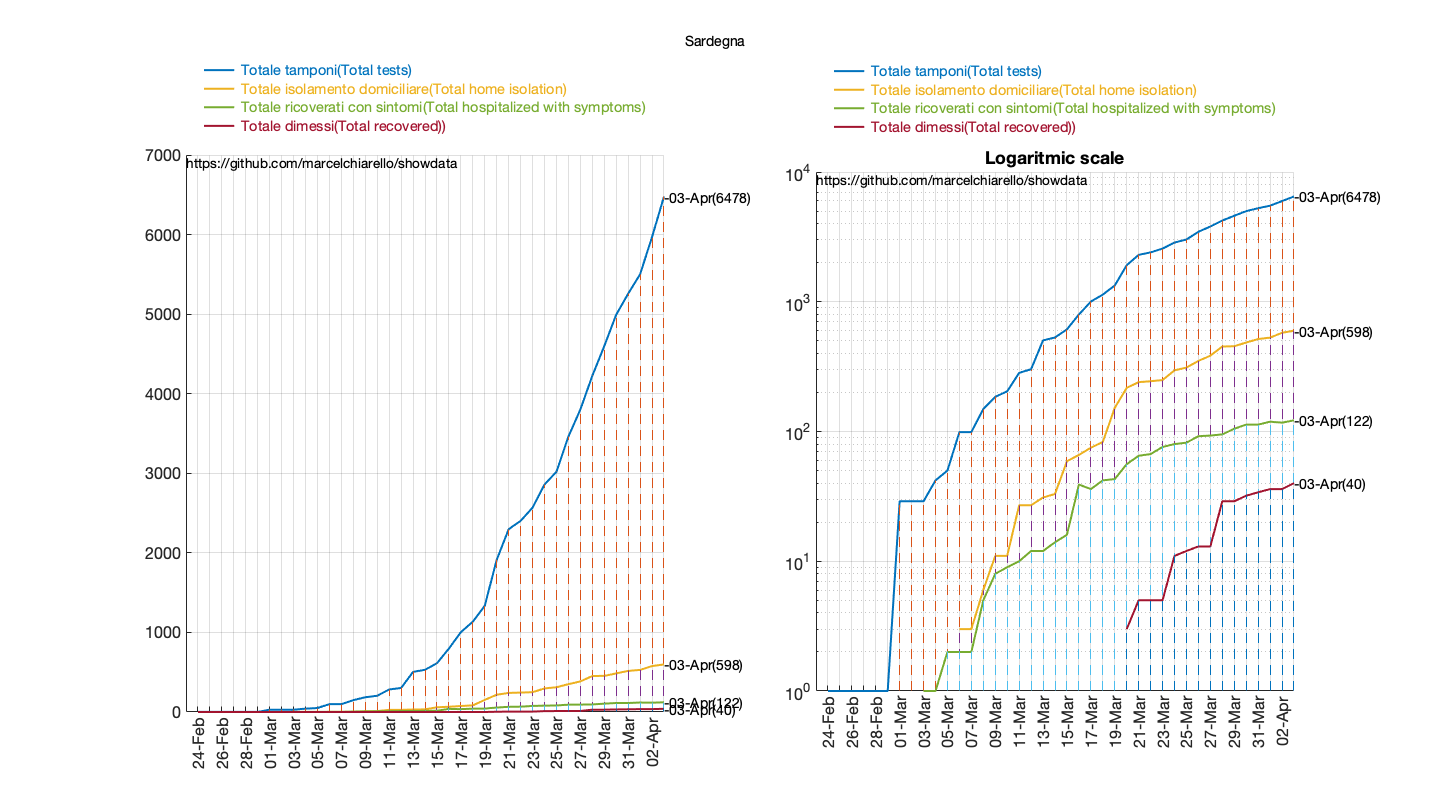 Sardegna
Totale tamponi(Total tests)
Totale isolamento domiciliare(Total home isolation)
Totale ricoverati con sintomi(Total hospitalized with symptoms)
Totale dimessi(Total recovered))
7000
https://github.com/marcelchiarello/showdata
6000
5000
4000
3000
2000
1000
0
-03-Apr(6478)
-03-Apr(598)
-03-Apr(122)
-03-Apr(40)
24-Feb
26-Feb
28-Feb
01-Mar
03-Mar
05-Mar
07-Mar
09-Mar
11-Mar
13-Mar
15-Mar
17-Mar
19-Mar
21-Mar
23-Mar
25-Mar
27-Mar
29-Mar
31-Mar
02-Apr
Totale tamponi(Total tests)
Totale isolamento domiciliare(Total home isolation)
Totale ricoverati con sintomi(Total hospitalized with symptoms)
Totale dimessi(Total recovered))
Logaritmic scale
10^4
https://github.com/marcelchiarello/showdata
10^3
10^2
10^1
10^0
-03-Apr(6478)
-03-Apr(598)
-03-Apr(122)
-03-Apr(40)
24-Feb
26-Feb
28-Feb
01-Mar
03-Mar
05-Mar
07-Mar
09-Mar
11-Mar
13-Mar
15-Mar
17-Mar
19-Mar
21-Mar
23-Mar
25-Mar
27-Mar
29-Mar
31-Mar
02-Apr